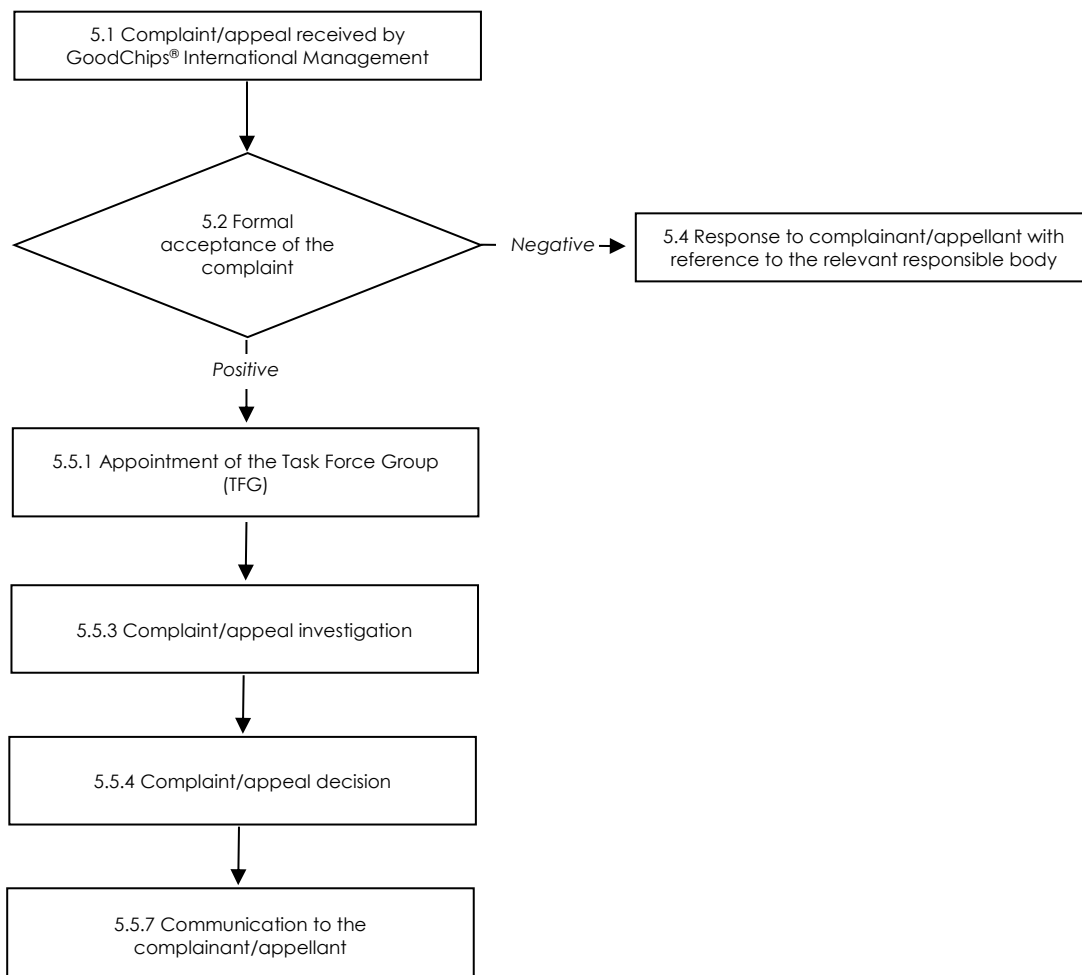 5.1 Complaint/appeal received by
GoodChips® International Management
5.2 Formal
acceptance of the
complaint
Negative
5.4 Response to complainant/appellant with
reference to the relevant responsible body
Positive
5.5.1 Appointment of the Task Force Group
(TFG)
5.5.3 Complaint/appeal investigation
5.5.4 Complaint/appeal decision
5.5.7 Communication to the
complainant/appellant